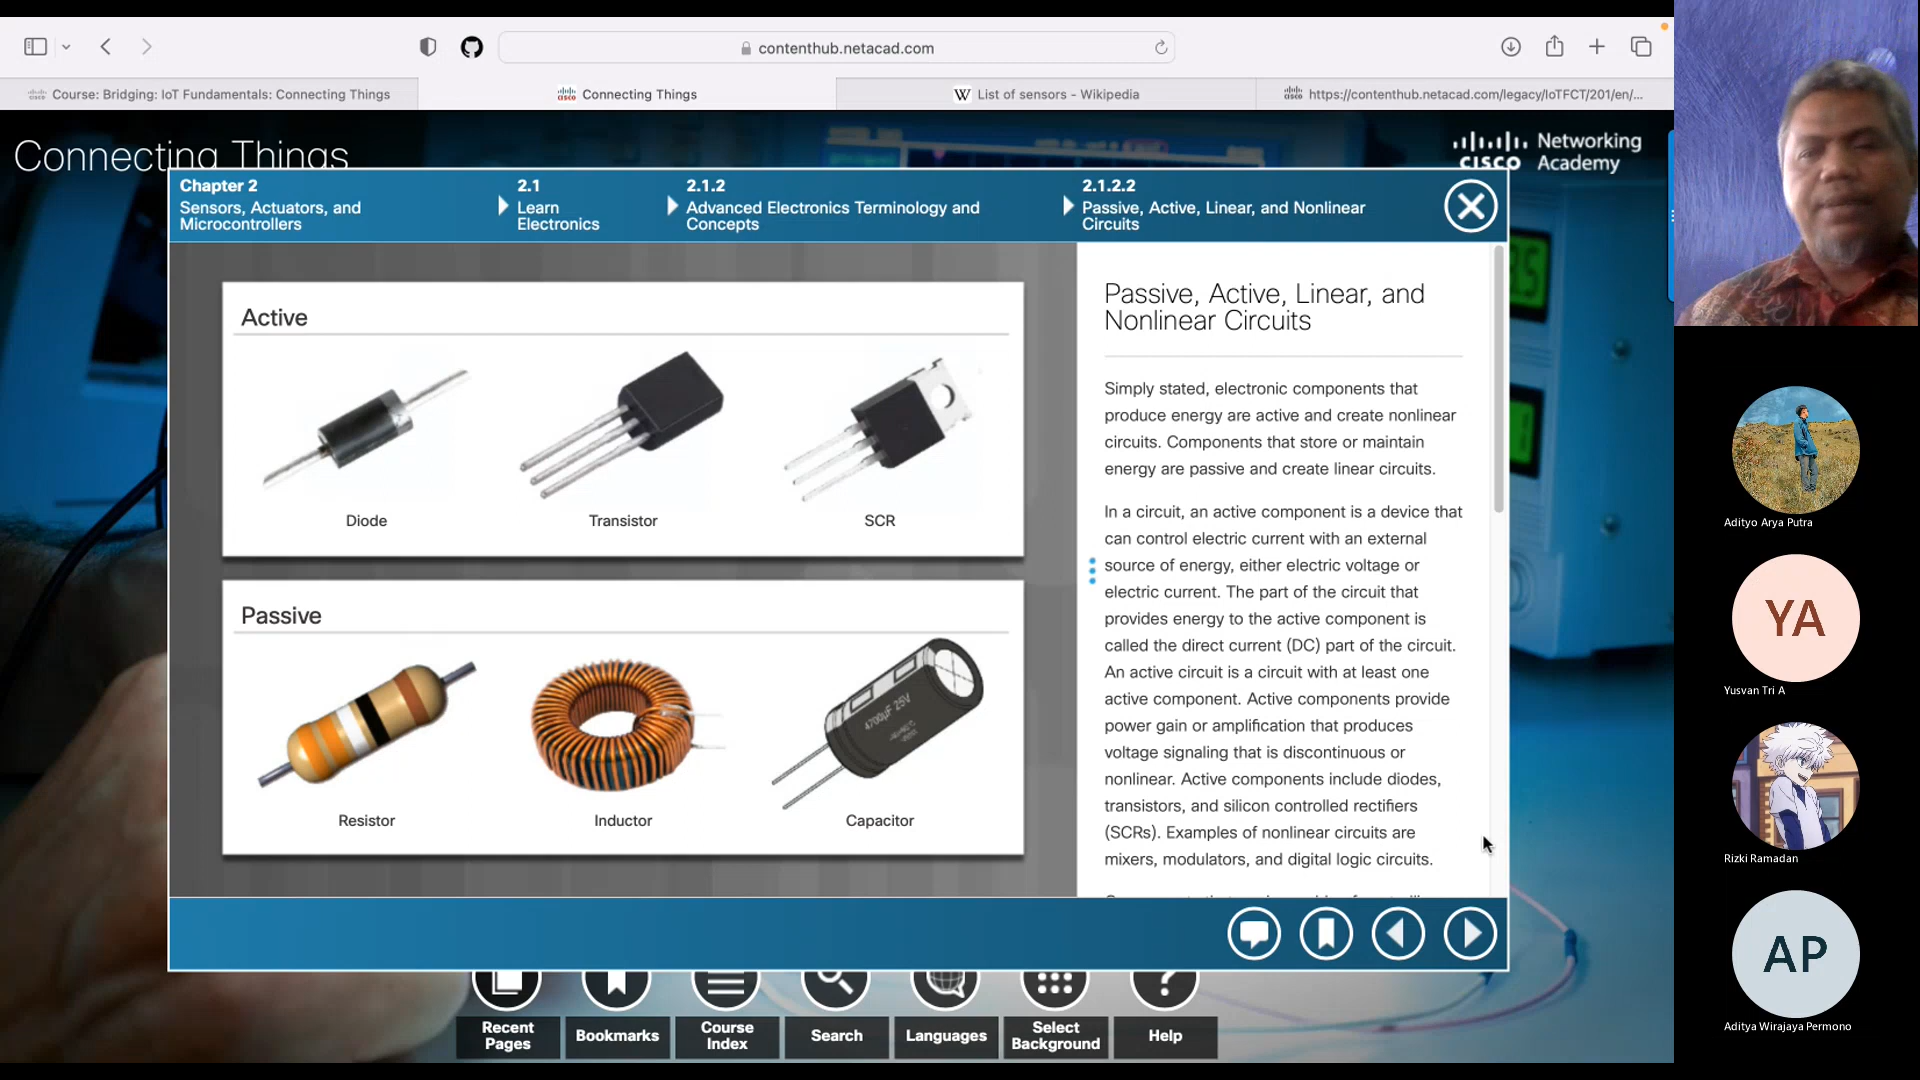 contenthub.netacad.com
Course: Bridging: IoT Fundamentals: Connecting Things
Connecting Things
W List of sensors - Wikipedia
https://contenthub.netacad.com/legacy/IoTFCT/201/en/...
Connecting Things
CISCO
Networking
Academy
Chapter 2
Sensors, Actuators, and
Microcontrollers
2.1
Learn
Electronics
2.1.2
Advanced Electronics Terminology and
Concepts
2.1.2.2
Passive, Active, Linear, and Nonlinear
Circuits
Active
Diode
Transistor
SCR
Passive
4700µF 25V
Resistor
Inductor
Capacitor
Passive, Active, Linear, and
Nonlinear Circuits
Simply stated, electronic components that
produce energy are active and create nonlinear
circuits. Components that store or maintain
energy are passive and create linear circuits.
In a circuit, an active component is a device that
can control electric current with an external
source of energy, either electric voltage or
electric current. The part of the circuit that
provides energy to the active component is
called the direct current (DC) part of the circuit.
An active circuit is a circuit with at least one
active component. Active components provide
power gain or amplification that produces
voltage signaling that is discontinuous or
nonlinear. Active components include diodes,
transistors, and silicon controlled rectifiers
(SCRs). Examples of nonlinear circuits are
mixers, modulators, and digital logic circuits.
Recent
Pages
Bookmarks
Course
Index
Search
Languages
Select
Background
Help
Adityo Arya Putra
YA
Yusvan Tri A
Rizki Ramadan
AP
Aditya Wirajaya Permono